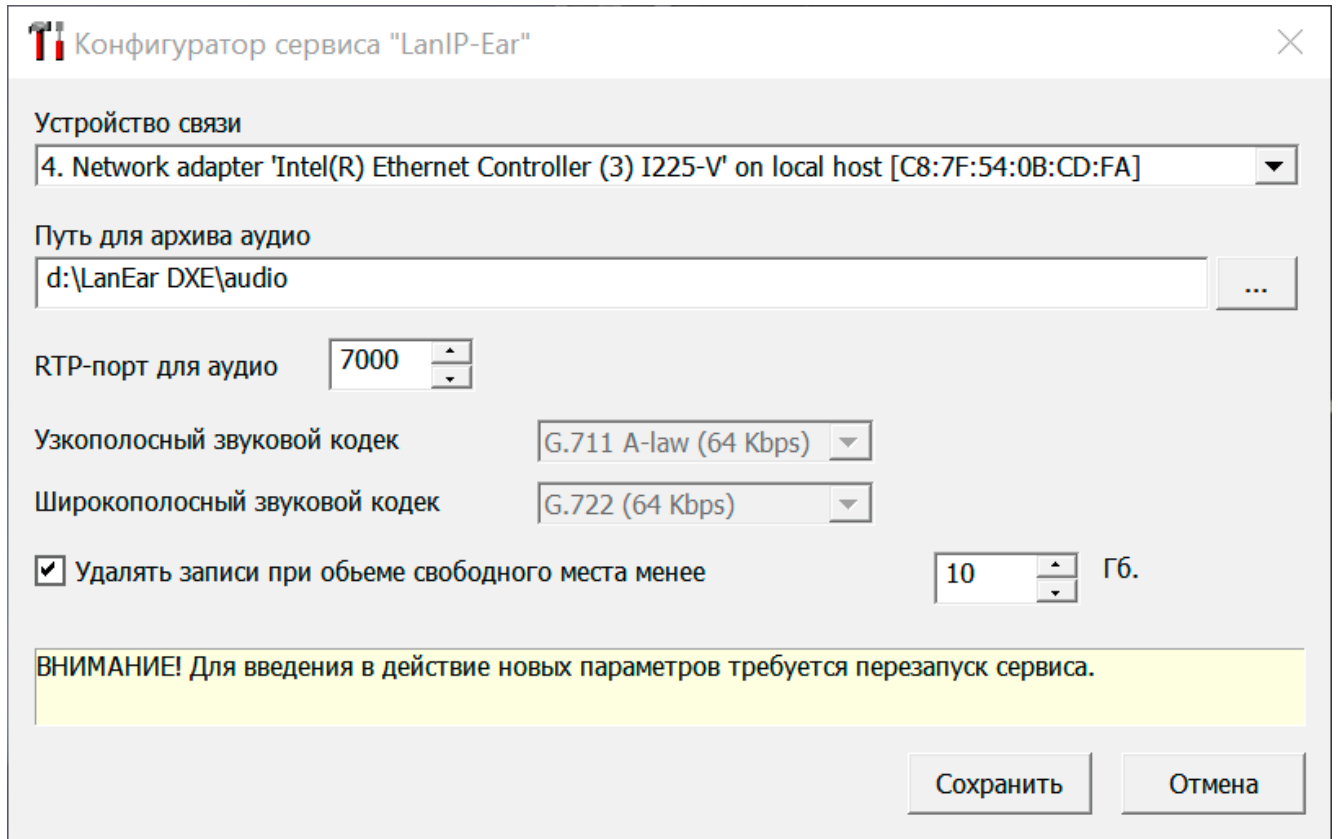 Конфигуратор сервиса "LanIP-Ear"
Устройство связи
4. Network adapter 'Intel(R) Ethernet Controller (3) I225-V' on local host [C8:7F:54:0B:CD:FA]
Путь для архива аудио
d:\LanEar DXE\audio
...
RTP-порт для аудио 7000
Узкополосный звуковой кодек G.711 A-law (64 Kbps)
Широкополосный звуковой кодек G.722 (64 Kbps)
Удалять записи при обьеме свободного места менее 10 Гб.
ВНИМАНИЕ! Для введения в действие новых параметров требуется перезапуск сервиса.
Сохранить Отмена